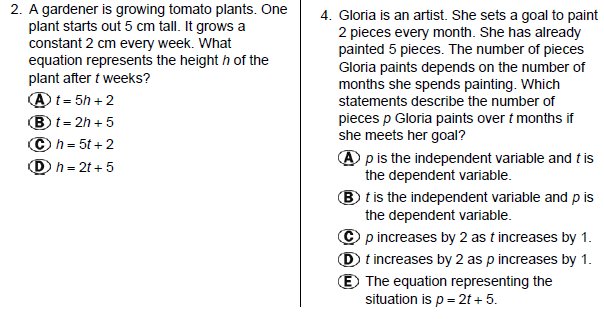 2. A gardener is growing tomato plants. One
plant starts out 5 cm tall. It grows a
constant 2 cm every week. What
equation represents the height h of the
plant after t weeks?
A t = 5h + 2
B t = 2h + 5
C h = 5t + 2
D h = 2t + 5
4. Gloria is an artist. She sets a goal to paint
2 pieces every month. She has already
painted 5 pieces. The number of pieces
Gloria paints depends on the number of
months she spends painting. Which
statements describe the number of
pieces p Gloria paints over t months if
she meets her goal?
A p is the independent variable and t is
the dependent variable.
B t is the independent variable and p is
the dependent variable.
C p increases by 2 as t increases by 1.
D t increases by 2 as p increases by 1.
E The equation representing the
situation is p = 2t + 5.